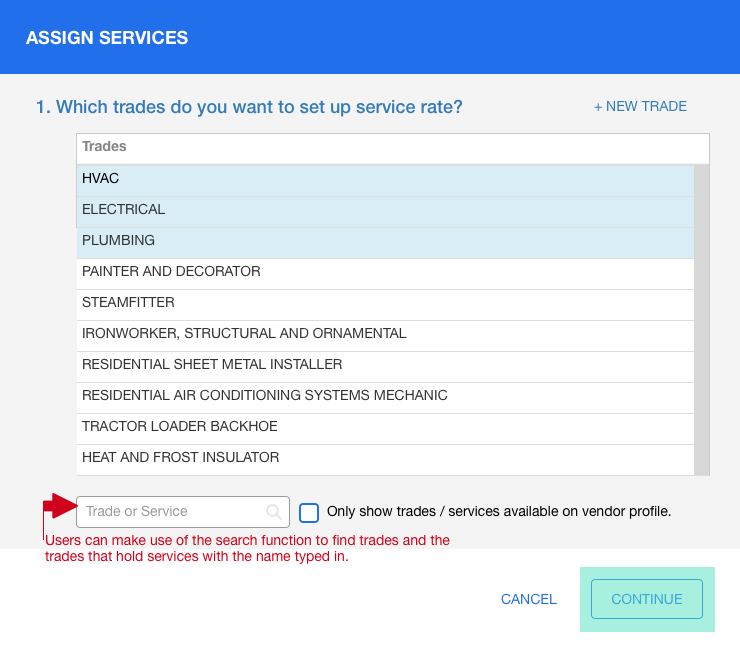 ASSIGN SERVICES
1. Which trades do you want to set up service rate?
+ NEW TRADE
Trades
HVAC
ELECTRICAL
PLUMBING
PAINTER AND DECORATOR
STEAMFITTER
IRONWORKER, STRUCTURAL AND ORNAMENTAL
RESIDENTIAL SHEET METAL INSTALLER
RESIDENTIAL AIR CONDITIONING SYSTEMS MECHANIC
TRACTOR LOADER BACKHOE
HEAT AND FROST INSULATOR
Trade or Service
Only show trades / services available on vendor profile.
Users can make use of the search function to find trades and the
trades that hold services with the name typed in.
CANCEL
CONTINUE